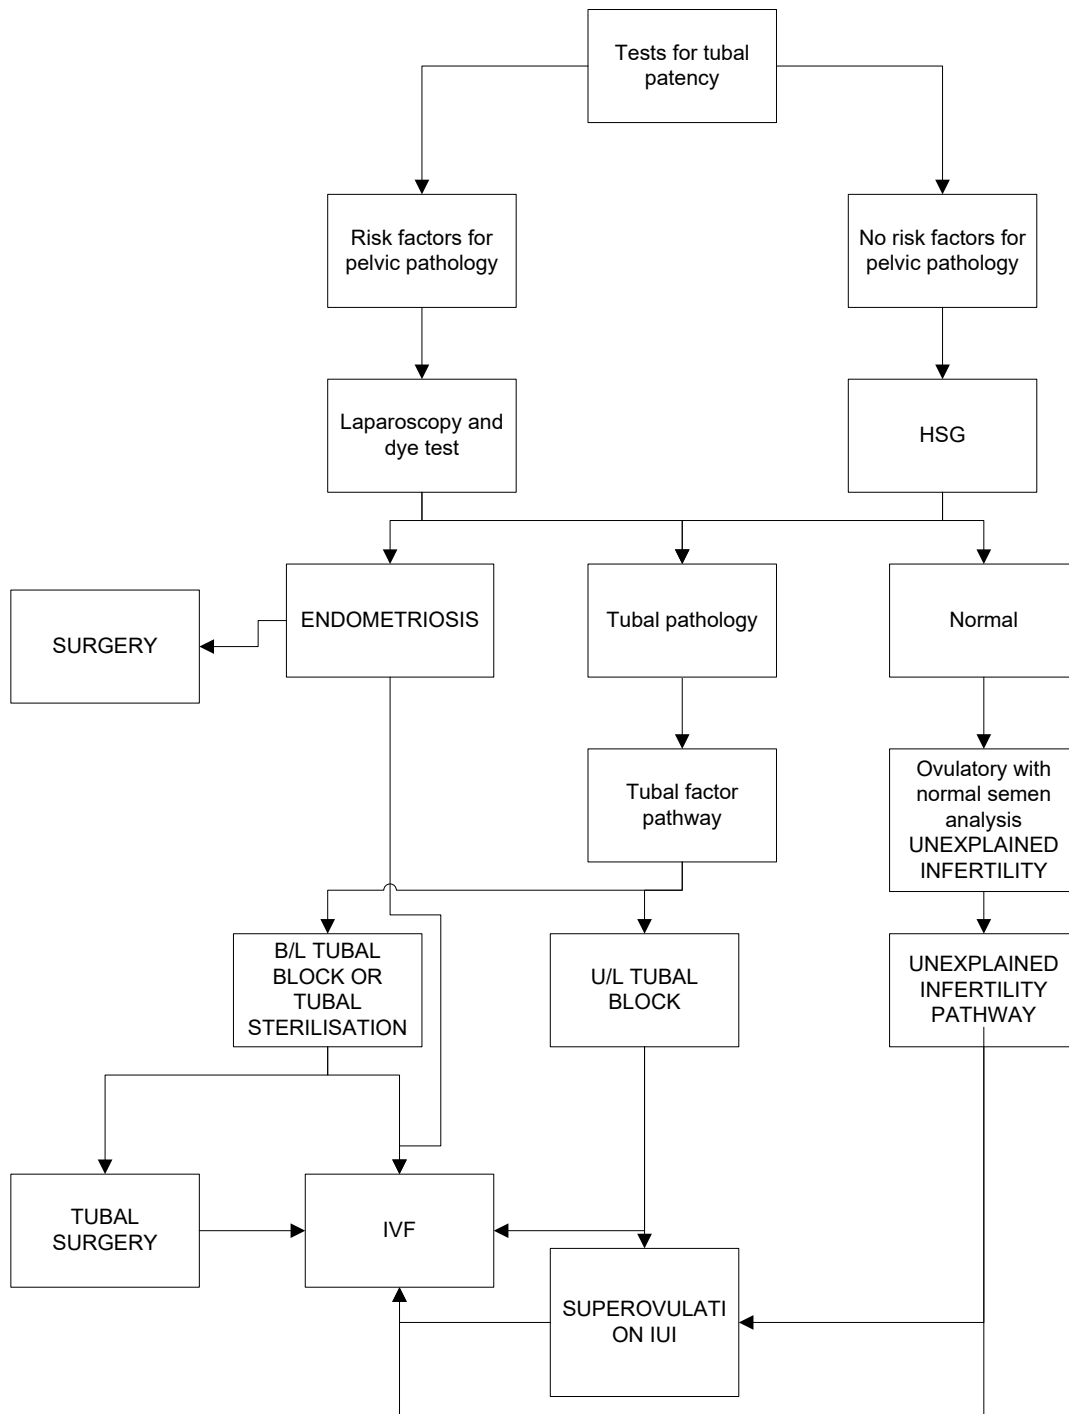 Tests for tubal
patency
Risk factors for
pelvic pathology
No risk factors for
pelvic pathology
Laparoscopy and
dye test
HSG
SURGERY
ENDOMETRIOSIS
Tubal pathology
Normal
Tubal factor
pathway
Ovulatory with
normal semen
analysis
UNEXPLAINED
INFERTILITY
B/L TUBAL
BLOCK OR
TUBAL
STERILISATION
U/L TUBAL
BLOCK
UNEXPLAINED
INFERTILITY
PATHWAY
TUBAL
SURGERY
IVF
SUPEROVULATI
ON IUI